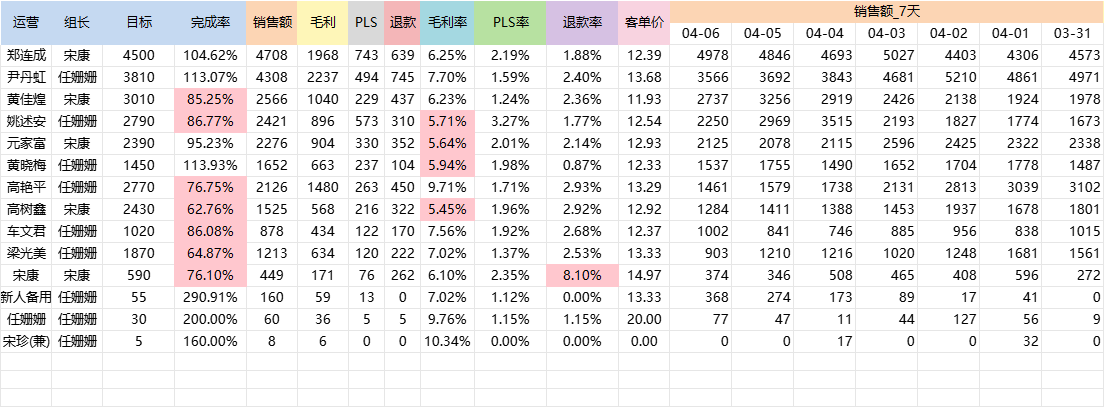 运营 组长 目标 完成率 销售额 毛利 PLS 退款 毛利率 PLS率 退款率 客单价 销售额_7天
04-06 04-05 04-04 04-03 04-02 04-01 03-31
郑连成 宋康 4500 104.62% 4708 1968 743 639 6.25% 2.19% 1.88% 12.39 4978 4846 4693 5027 4403 4306 4573
尹丹虹 任姗姗 3810 113.07% 4308 2237 494 745 7.70% 1.59% 2.40% 13.68 3566 3692 3843 4681 5210 4861 4971
黄佳煌 宋康 3010 85.25% 2566 1040 229 437 6.23% 1.24% 2.36% 11.93 2737 3256 2919 2426 2138 1924 1978
姚述安 任姗姗 2790 86.77% 2421 896 573 310 5.71% 3.27% 1.77% 12.54 2250 2969 3515 2193 1827 1774 1673
元家富 宋康 2390 95.23% 2276 904 330 352 5.64% 2.01% 2.14% 12.93 2125 2078 2115 2596 2425 2322 2338
黄晓梅 任姗姗 1450 113.93% 1652 663 237 104 5.94% 1.98% 0.87% 12.33 1537 1755 1490 1652 1704 1778 1487
高艳平 任姗姗 2770 76.75% 2126 1480 263 450 9.71% 1.71% 2.93% 13.29 1461 1579 1738 2131 2813 3039 3102
高树鑫 宋康 2430 62.76% 1525 568 216 322 5.45% 1.96% 2.92% 12.92 1284 1411 1388 1453 1937 1678 1801
车文君 任姗姗 1020 86.08% 878 434 122 170 7.56% 1.92% 2.68% 12.37 1002 841 746 885 956 838 1015
梁光美 任姗姗 1870 64.87% 1213 634 120 222 7.02% 1.37% 2.53% 13.33 903 1210 1216 1020 1248 1681 1561
宋康 宋康 590 76.10% 449 171 76 262 6.10% 2.35% 8.10% 14.97 374 346 508 465 408 596 272
新人备用 任姗姗 55 290.91% 160 59 13 0 7.02% 1.12% 0.00% 13.33 368 274 173 89 17 41 0
任姗姗 任姗姗 30 200.00% 60 36 5 5 9.76% 1.15% 1.15% 20.00 77 47 11 44 127 56 9
宋珍(兼) 任姗姗 5 160.00% 8 6 0 0 10.34% 0.00% 0.00% 0.00 0 0 17 0 0 32 0